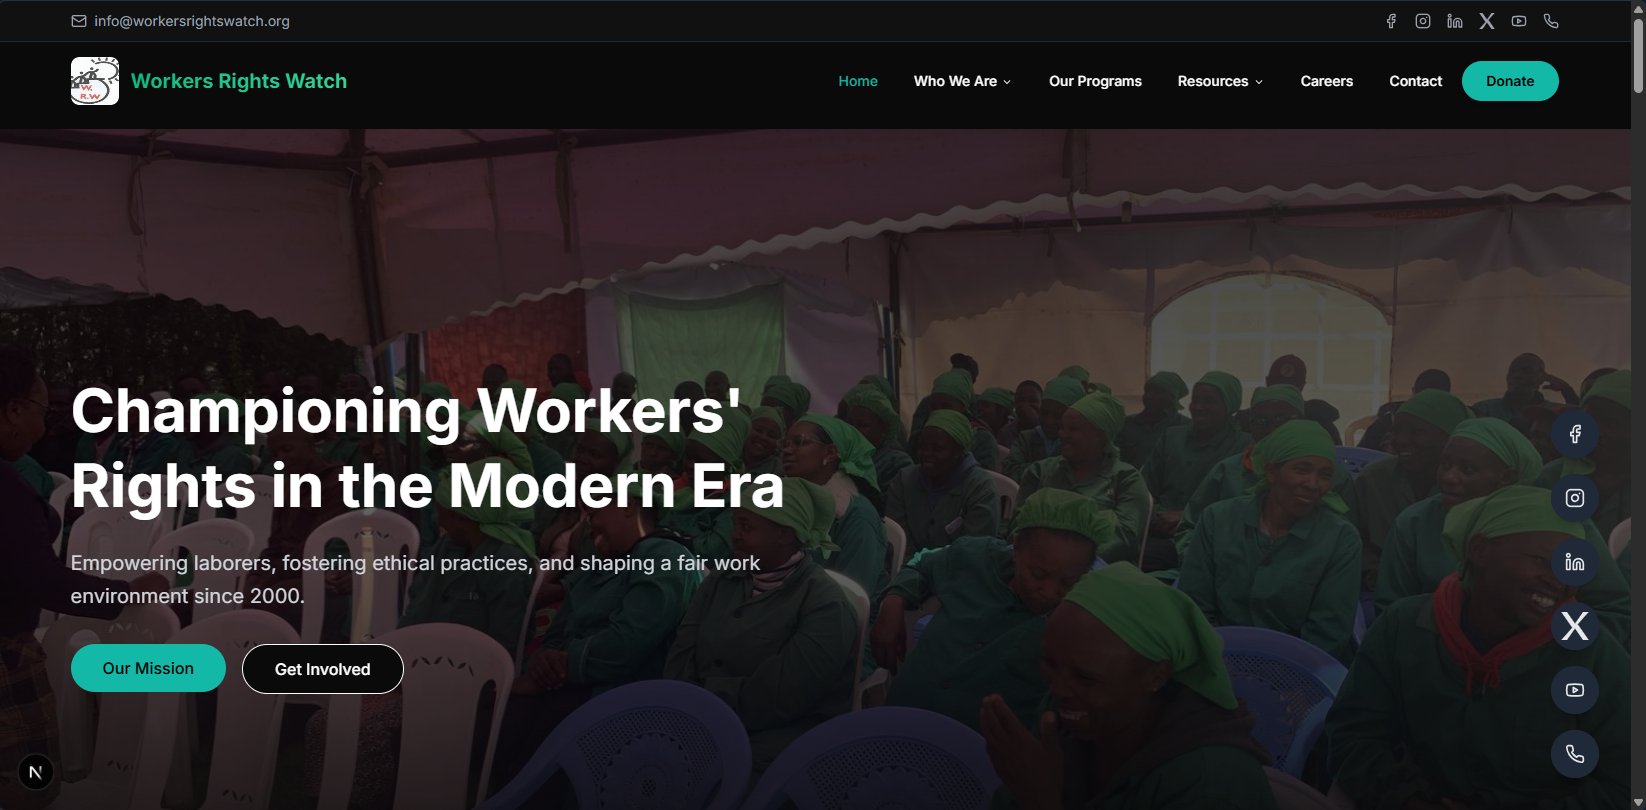 info@workersrightswatch.org
W.
R.W
Workers Rights Watch
Home
Who We Are
Our Programs
Resources
Careers
Contact
Donate
Championing Workers'
Rights in the Modern Era
Empowering laborers, fostering ethical practices, and shaping a fair work
environment since 2000.
Our Mission
Get Involved
N